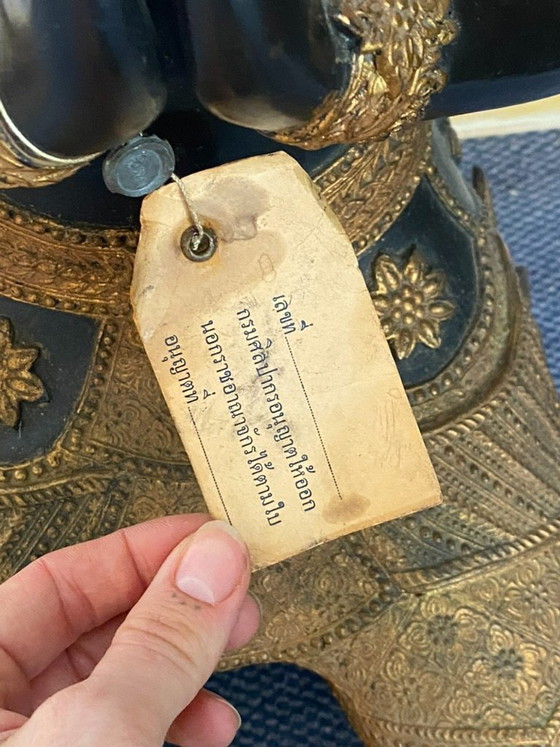 เลขที่
กรมศิลปากรอนุญาตให้ออก
นอกราชอาณาจักรได้ตามใบ
อนุญาตที่